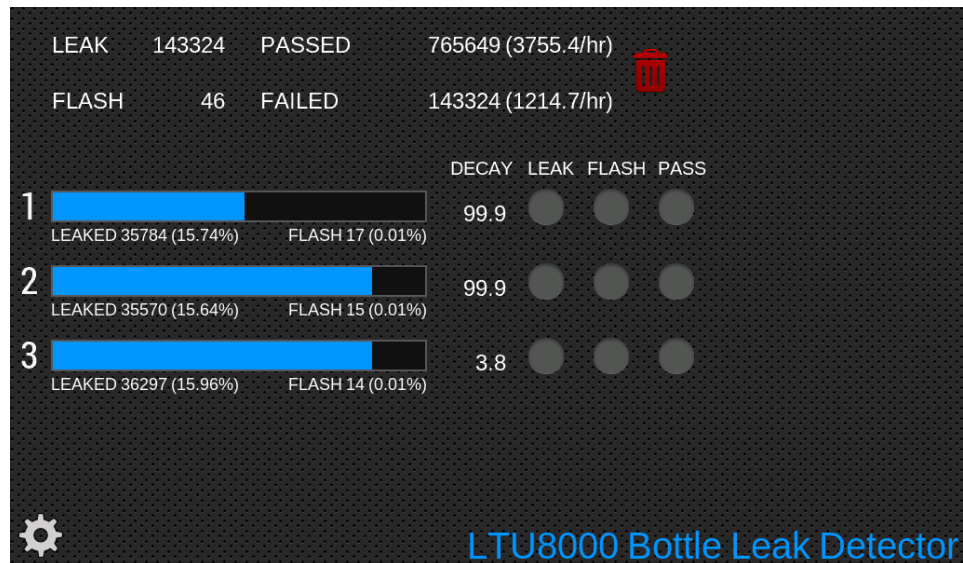 LEAK 143324 PASSED 765649 (3755.4/hr)
FLASH 46 FAILED 143324 (1214.7/hr)
DECAY LEAK FLASH PASS
1 99.9
LEAKED 35784 (15.74%) FLASH 17 (0.01%)
2 99.9
LEAKED 35570 (15.64%) FLASH 15 (0.01%)
3 3.8
LEAKED 36297 (15.96%) FLASH 14 (0.01%)
LTU8000 Bottle Leak Detector